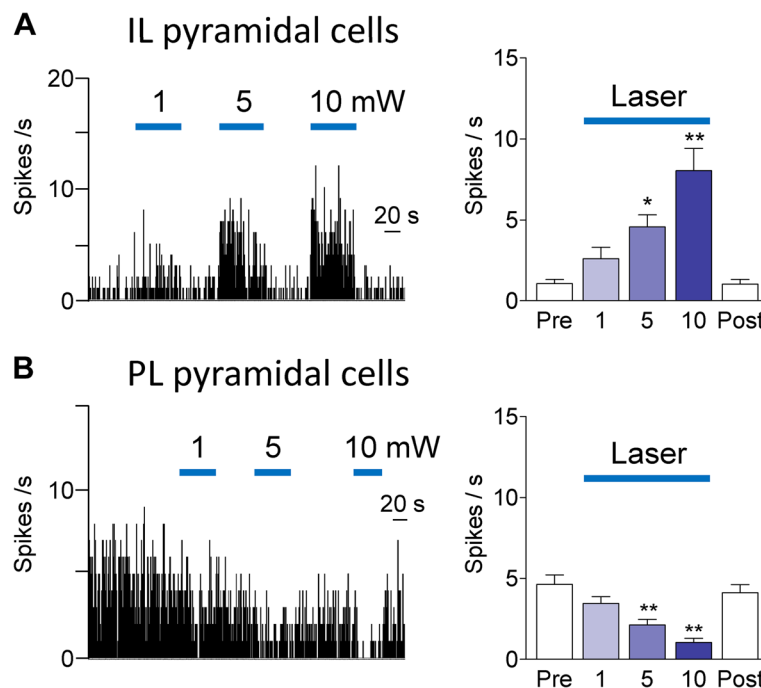 A
IL pyramidal cells
20
10
0
Spikes /s
1 5 10 mW
20 s
15
10
5
0
Spikes / s
Laser
*
**
Pre 1 5 10 Post
B
PL pyramidal cells
10
0
Spikes /s
1 5 10 mW
20 s
15
10
5
0
Spikes / s
Laser
**
**
Pre 1 5 10 Post